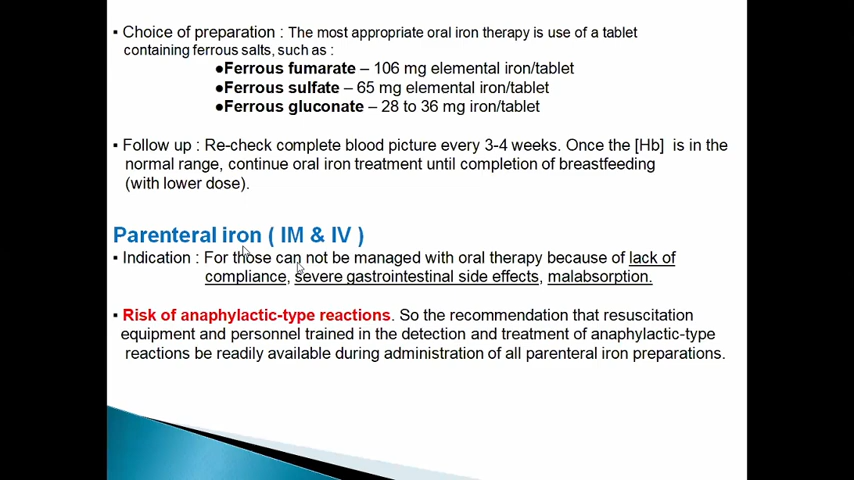 ▪ Choice of preparation : The most appropriate oral iron therapy is use of a tablet
containing ferrous salts, such as :
●Ferrous fumarate – 106 mg elemental iron/tablet
●Ferrous sulfate – 65 mg elemental iron/tablet
●Ferrous gluconate – 28 to 36 mg iron/tablet
▪ Follow up : Re-check complete blood picture every 3-4 weeks. Once the [Hb] is in the
normal range, continue oral iron treatment until completion of breastfeeding
(with lower dose).
Parenteral iron ( IM & IV )
▪ Indication : For those can not be managed with oral therapy because of lack of
compliance, severe gastrointestinal side effects, malabsorption.
▪ Risk of anaphylactic-type reactions. So the recommendation that resuscitation
equipment and personnel trained in the detection and treatment of anaphylactic-type
reactions be readily available during administration of all parenteral iron preparations.